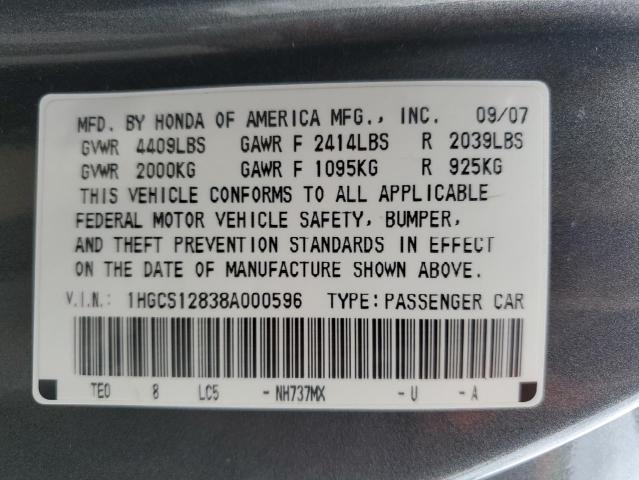 MFD. BY HONDA OF AMERICA MFG., INC. 09/07
GVWR 4409LBS GAWR F 2414LBS R 2039LBS
GVWR 2000KG GAWR F 1095KG R 925KG
THIS VEHICLE CONFORMS TO ALL APPLICABLE
FEDERAL MOTOR VEHICLE SAFETY, BUMPER,
AND THEFT PREVENTION STANDARDS IN EFFECT
ON THE DATE OF MANUFACTURE SHOWN ABOVE.
V.I.N.: 1HGCS12838A000596 TYPE: PASSENGER CAR
TE0 8 LC5 - NH737MX - U - A